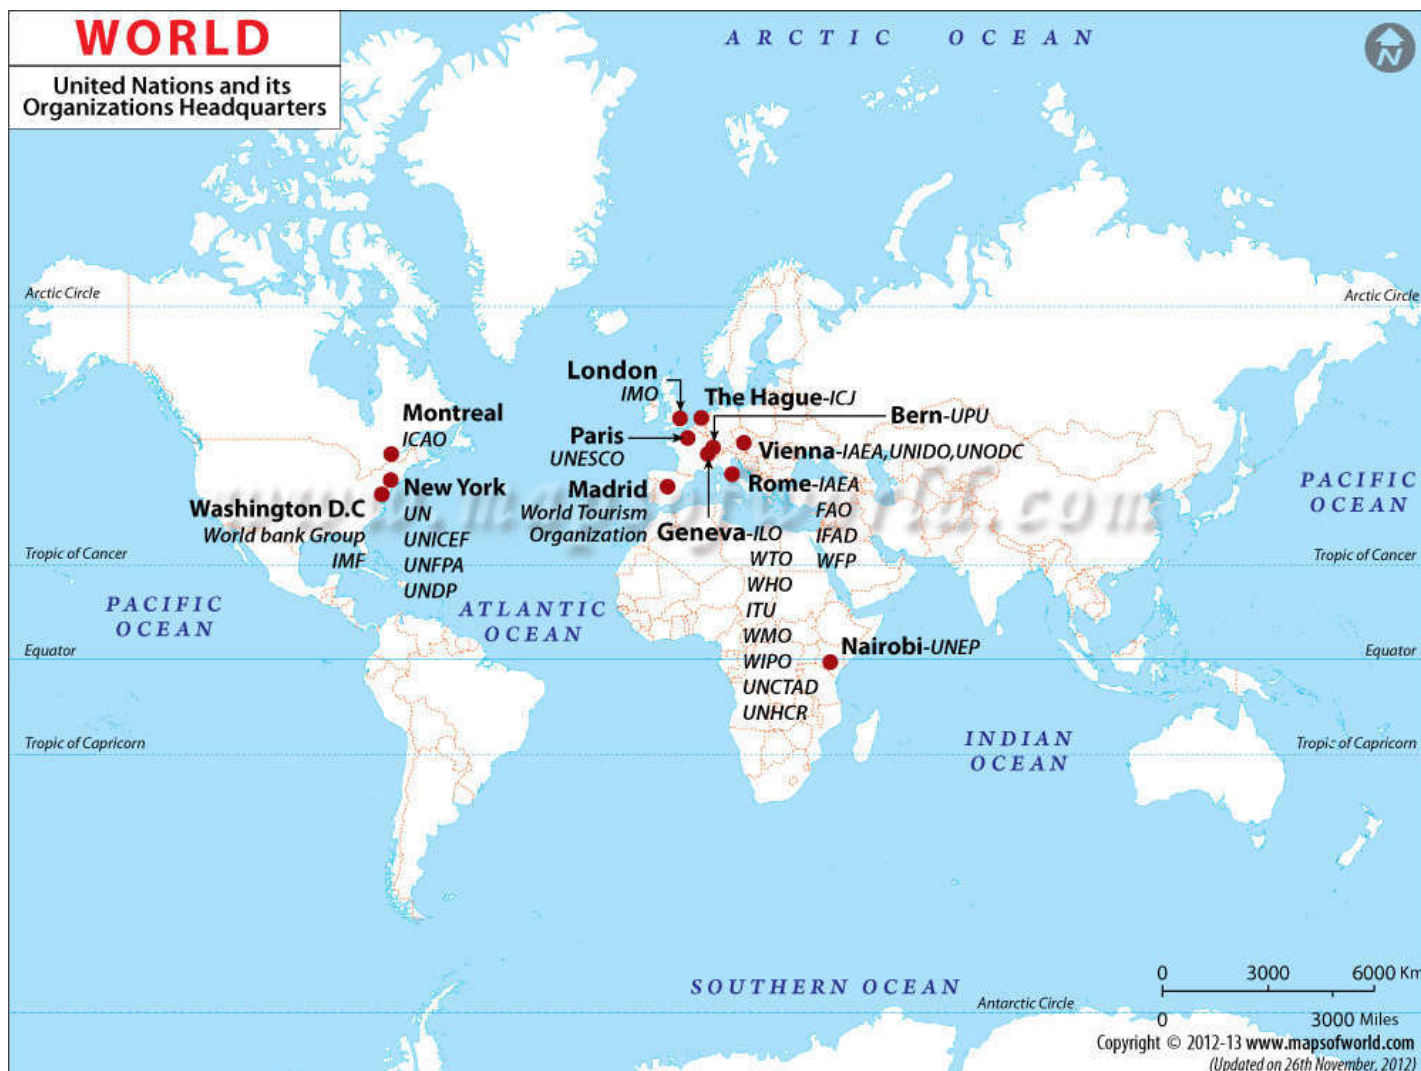 WORLD
United Nations and its
Organizations Headquarters
ARCTIC OCEAN
N
Arctic Circle
Arctic Circle
London
IMO
The Hague-ICJ
Bern-UPU
Montreal
ICAO
Paris
UNESCO
Vienna-IAEA,UNIDO,UNODC
Rome-IAEA
FAO
IFAD
WFP
Madrid
World Tourism
Organization
New York
UN
UNICEF
UNFPA
UNDP
Washington D.C
World bank Group
IMF
www.mapsofworld.com
PACIFIC
OCEAN
Geneva-ILO
WTO
WHO
ITU
WMO
WIPO
UNCTAD
UNHCR
Tropic of Cancer
Tropic of Cancer
PACIFIC
OCEAN
ATLANTIC
OCEAN
Nairobi-UNEP
Equator
Equator
Tropic of Capricorn
Tropic of Capricorn
INDIAN
OCEAN
SOUTHERN OCEAN
Antarctic Circle
0 3000 6000 Km
0 3000 Miles
Copyright © 2012-13 www.mapsofworld.com
(Updated on 26th November, 2012)